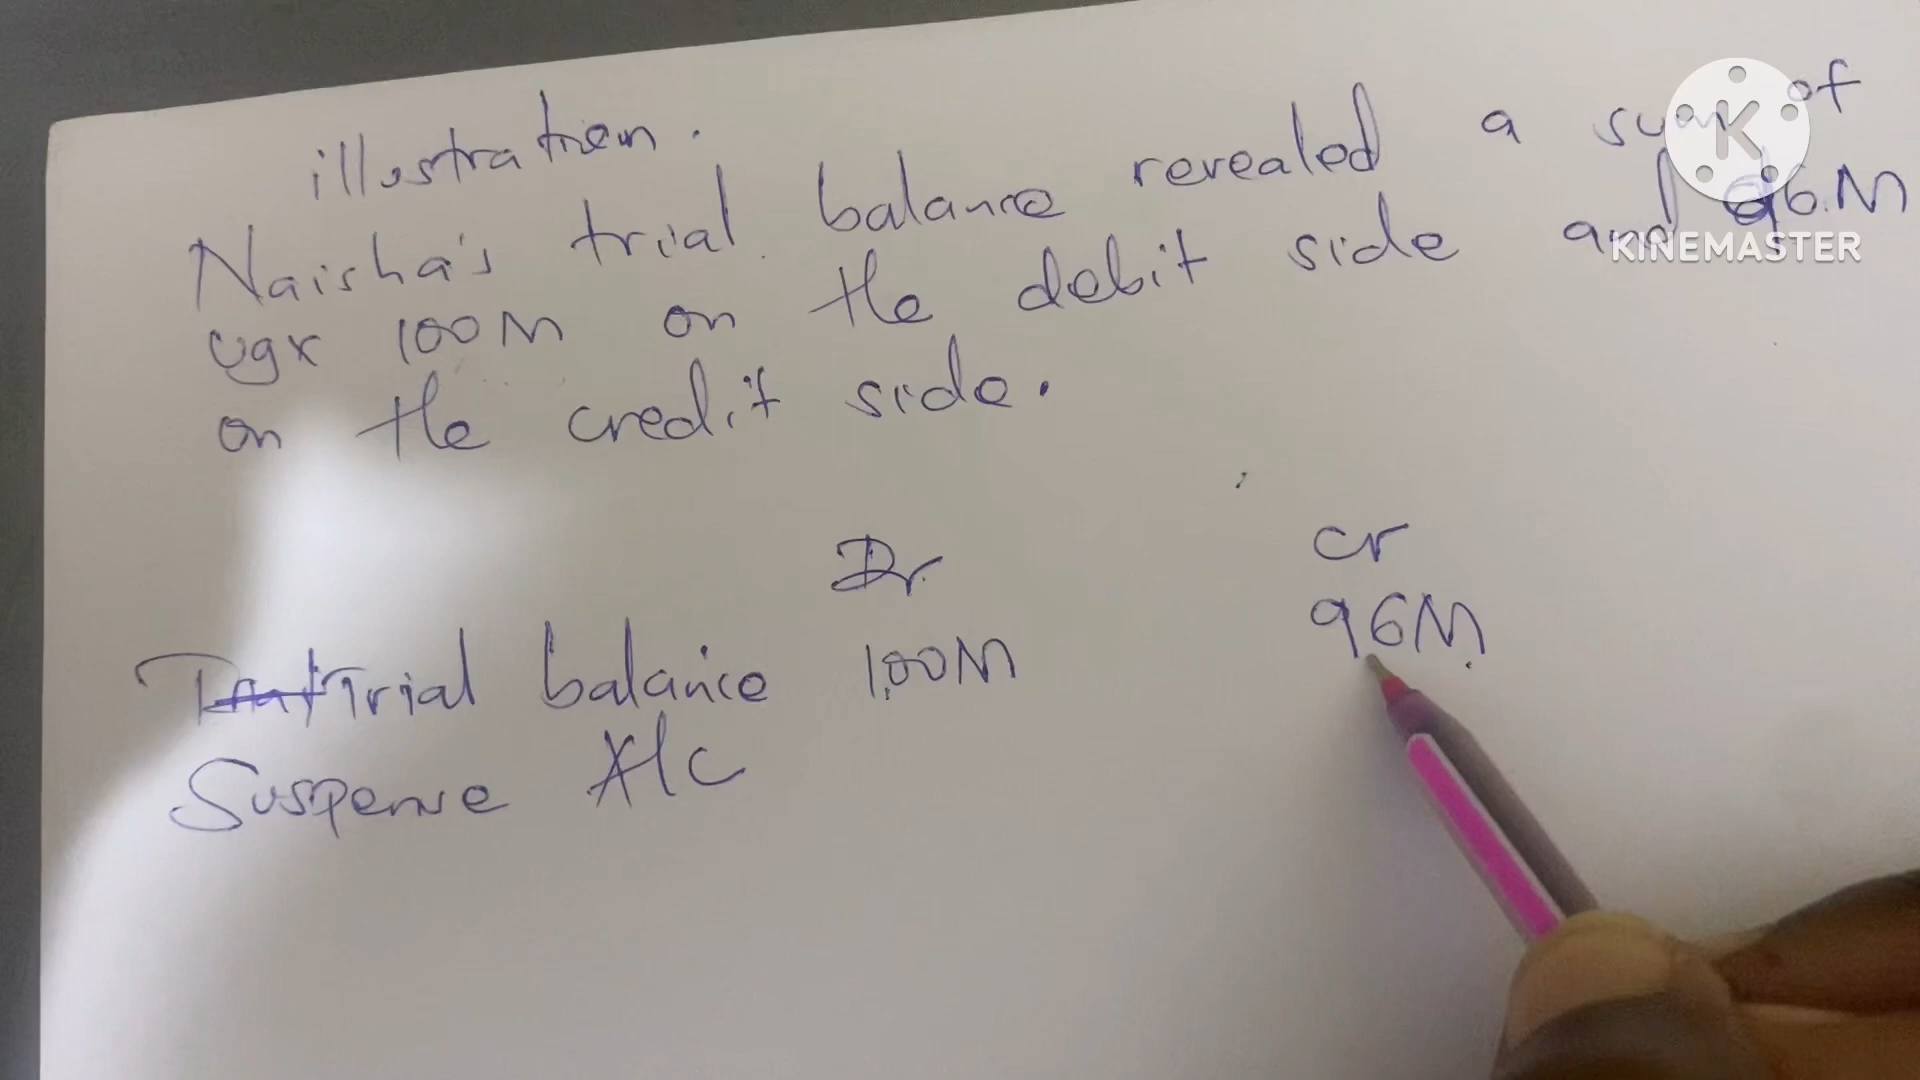 illustration.
Naisha's trial balance revealed a sum of
ugx 100M on the debit side and 96M
on the credit side.
Dr cr
Trial balance 100M 96M
Suspense A/c
K
KINEMASTER